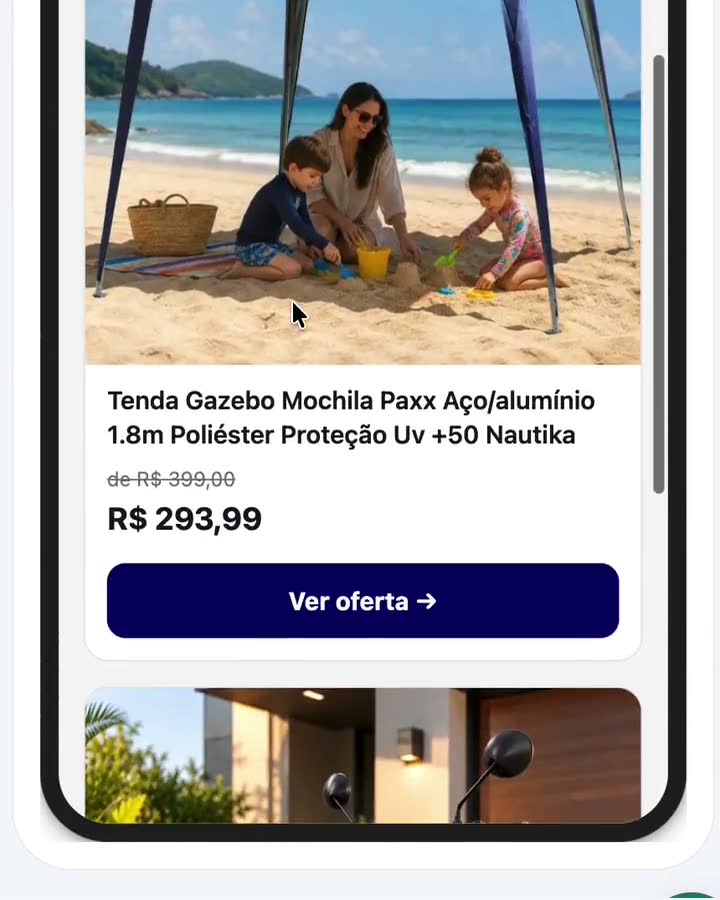 Tenda Gazebo Mochila Paxx Aço/alumínio
1.8m Poliéster Proteção Uv +50 Nautika
de R$ 399,00
R$ 293,99
Ver oferta →